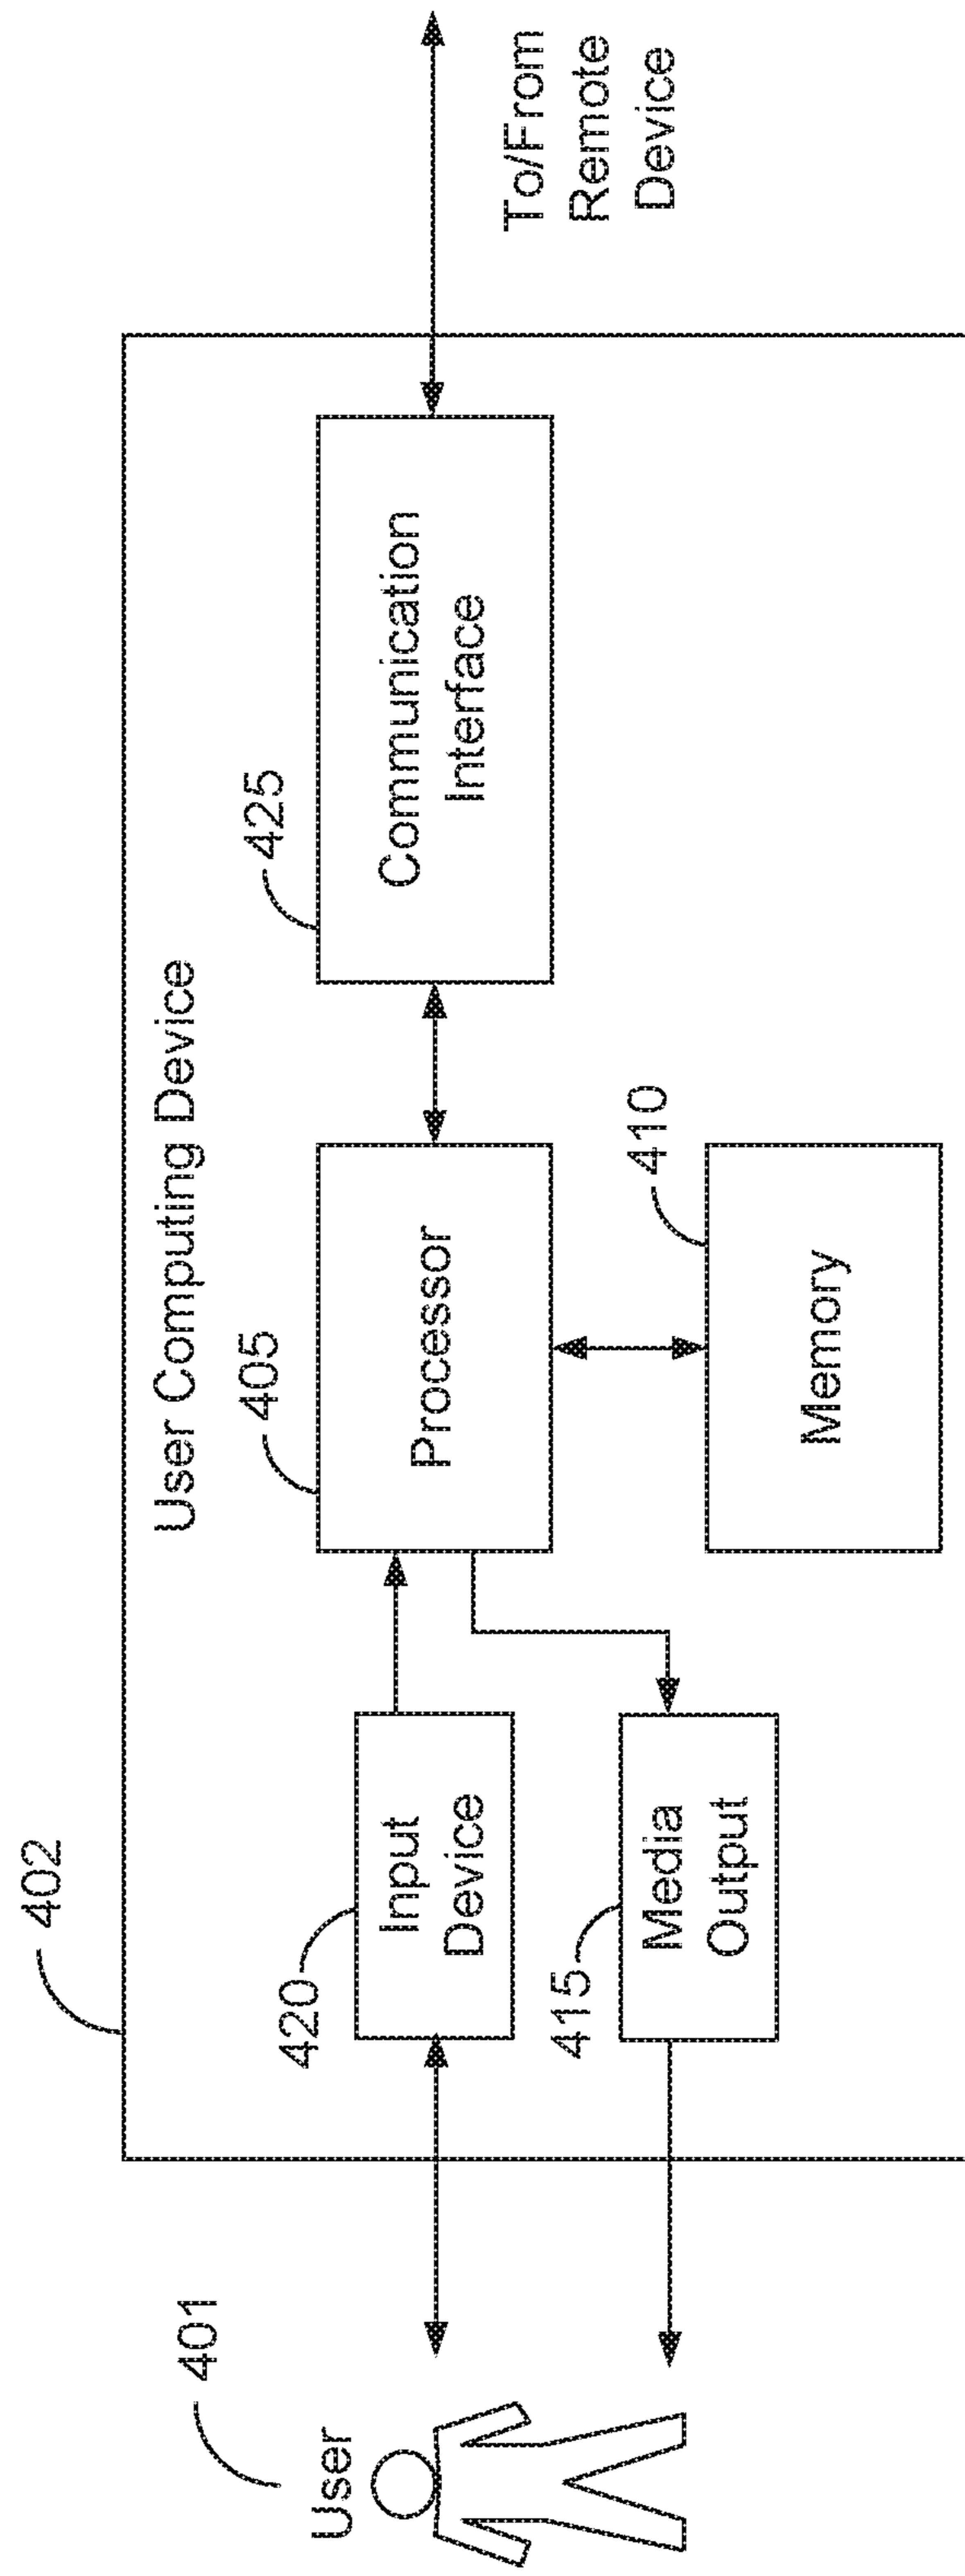 402
User Computing Device
401
User
420
Input
Device
405
Processor
425
Communication
Interface
To/From
Remote
Device
415
Media
Output
410
Memory